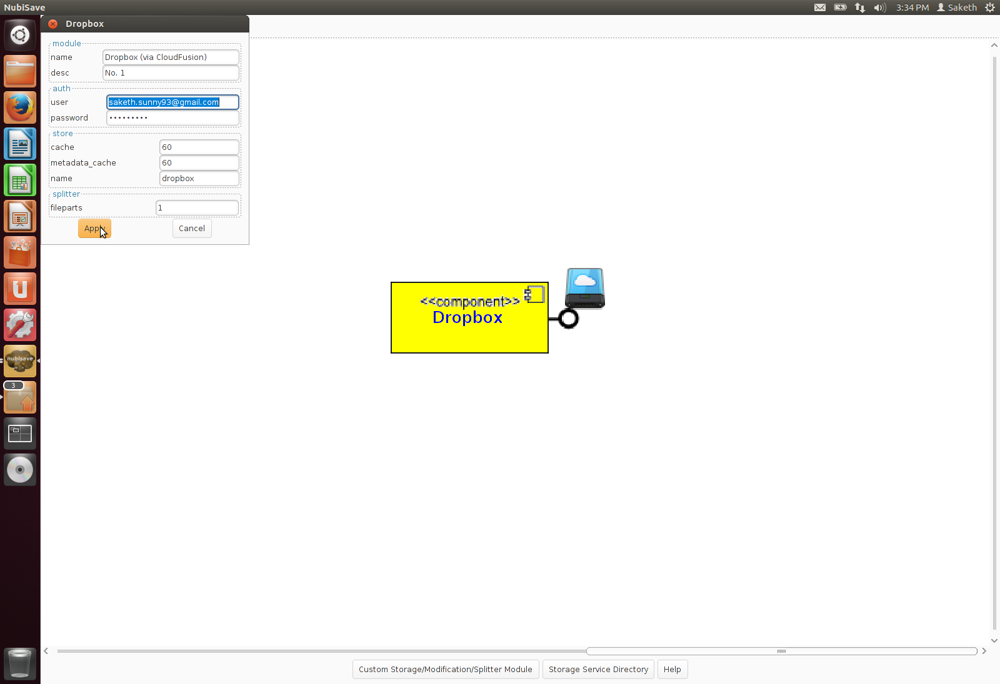 NubiSave
3:34 PM Saketh
Dropbox
module
name Dropbox (via CloudFusion)
desc No. 1
auth
user saketh.sunny93@gmail.com
password •••••••••
store
cache 60
metadata_cache 60
name dropbox
splitter
fileparts 1
Apply Cancel
<<component>>
Dropbox
nubisave
3
Custom Storage/Modification/Splitter Module Storage Service Directory Help